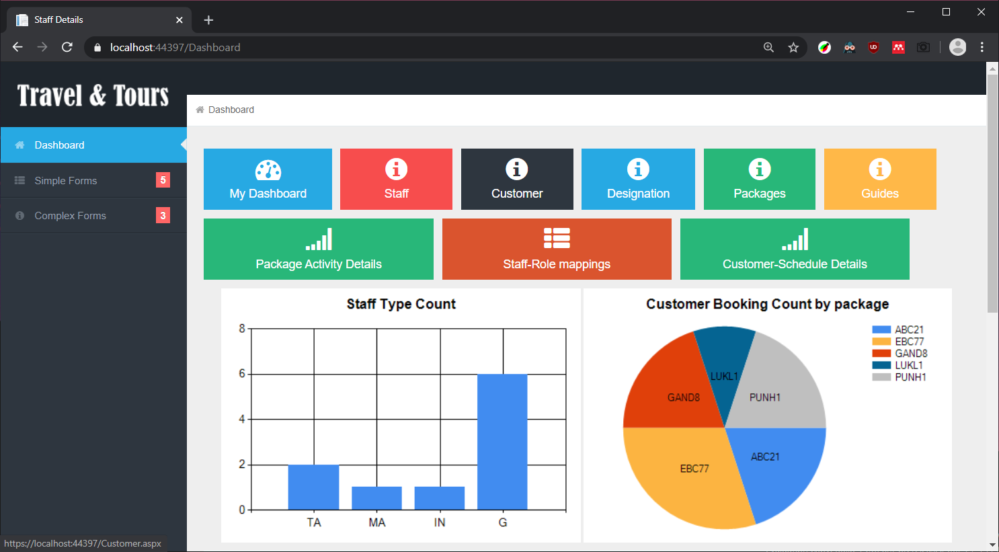 Staff Details
localhost:44397/Dashboard
Travel & Tours
Dashboard
Dashboard
Simple Forms 5
Complex Forms 3
My Dashboard
Staff
Customer
Designation
Packages
Guides
Package Activity Details
Staff-Role mappings
Customer-Schedule Details
Staff Type Count
8
6
4
2
0
TA MA IN G
Customer Booking Count by package
ABC21
EBC77
GAND8
LUKL1
PUNH1
LUKL1
GAND8
PUNH1
ABC21
EBC77
https://localhost:44397/Customer.aspx